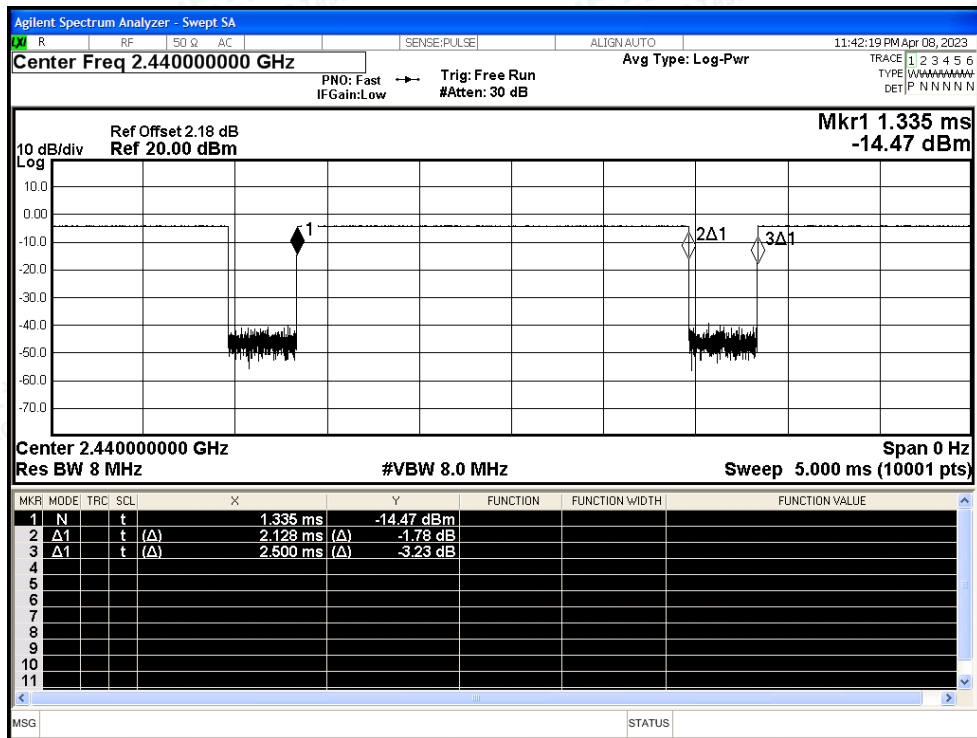 Agilent Spectrum Analyzer - Swept SA
LXI R RF 50 Ω AC SENSE:PULSE ALIGN AUTO 11:42:19 PM Apr 08, 2023
Center Freq 2.440000000 GHz
PNO: Fast
IFGain:Low
Trig: Free Run
#Atten: 30 dB
Avg Type: Log-Pwr
TRACE 1 2 3 4 5 6
TYPE
DET P N N N N N
Ref Offset 2.18 dB
10 dB/div Ref 20.00 dBm
Log
Mkr1 1.335 ms
-14.47 dBm
10.0
0.00
-10.0
-20.0
-30.0
-40.0
-50.0
-60.0
-70.0
1
2Δ1
3Δ1
Center 2.440000000 GHz Span 0 Hz
Res BW 8 MHz #VBW 8.0 MHz Sweep 5.000 ms (10001 pts)
MKR MODE TRC SCL X Y FUNCTION FUNCTION WIDTH FUNCTION VALUE
1 N t 1.335 ms -14.47 dBm
2 Δ1 t (Δ) 2.128 ms (Δ) -1.78 dB
3 Δ1 t (Δ) 2.500 ms (Δ) -3.23 dB
4
5
6
7
8
9
10
11
MSG STATUS